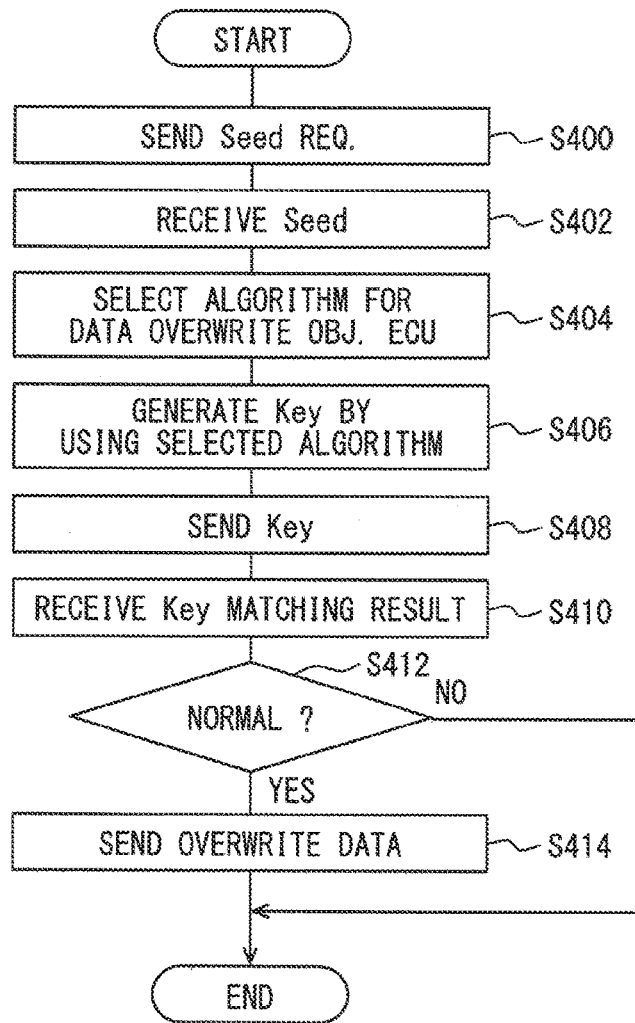 START
SEND Seed REQ.
S400
RECEIVE Seed
S402
SELECT ALGORITHM FOR
DATA OVERWRITE OBJ. ECU
S404
GENERATE Key BY
USING SELECTED ALGORITHM
S406
SEND Key
S408
RECEIVE Key MATCHING RESULT
S410
S412
NORMAL ?
NO
YES
SEND OVERWRITE DATA
S414
END